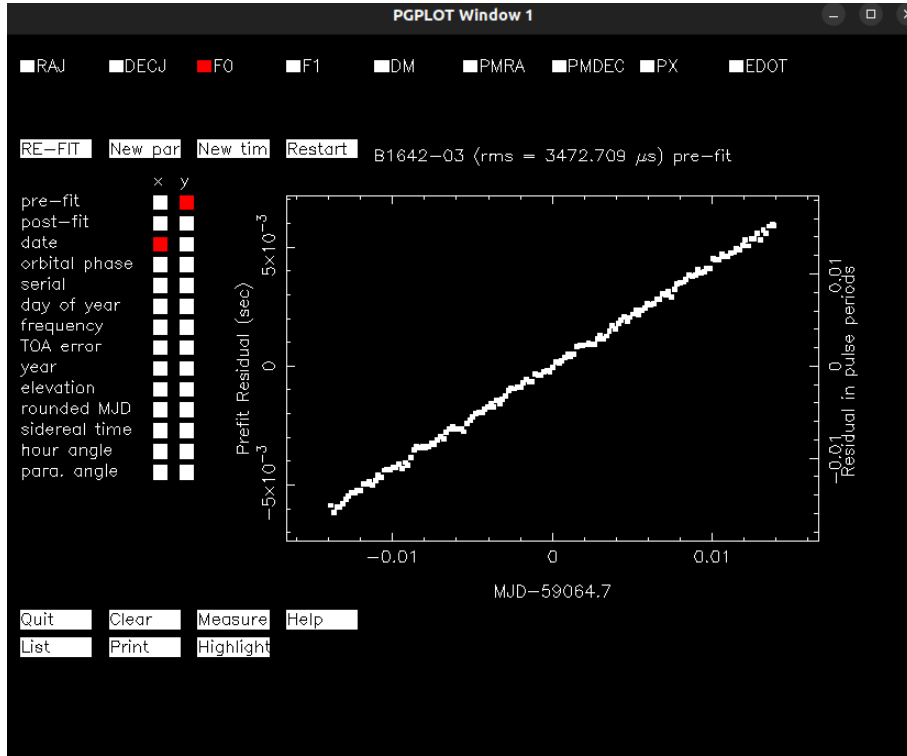 PGPLOT Window 1
RAJ DECJ F0 F1 DM PMRA PMDEC PX EDOT
RE-FIT New par New tim Restart
B1642-03 (rms = 3472.709 μs) pre-fit
x y
pre-fit
post-fit
date
orbital phase
serial
day of year
frequency
TOA error
year
elevation
rounded MJD
sidereal time
hour angle
para. angle
Prefit Residual (sec)
5×10⁻³
0
-5×10⁻³
-0.01 0 0.01
MJD-59064.7
0.01
0
-0.01
Residual in pulse periods
Quit Clear Measure Help
List Print Highlight